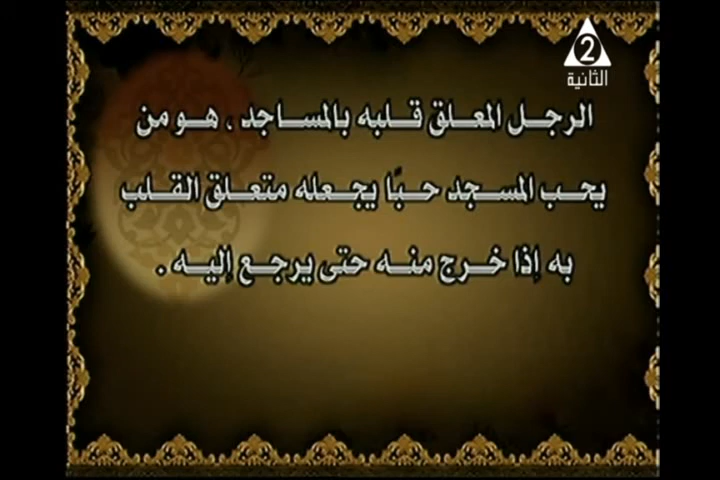 2
الثانية
الرجل المعلق قلبه بالمساجد ، هو من
يحب المسجد حبًا يجعله متعلق القلب
به إذا خرج منه حتى يرجع إليه .